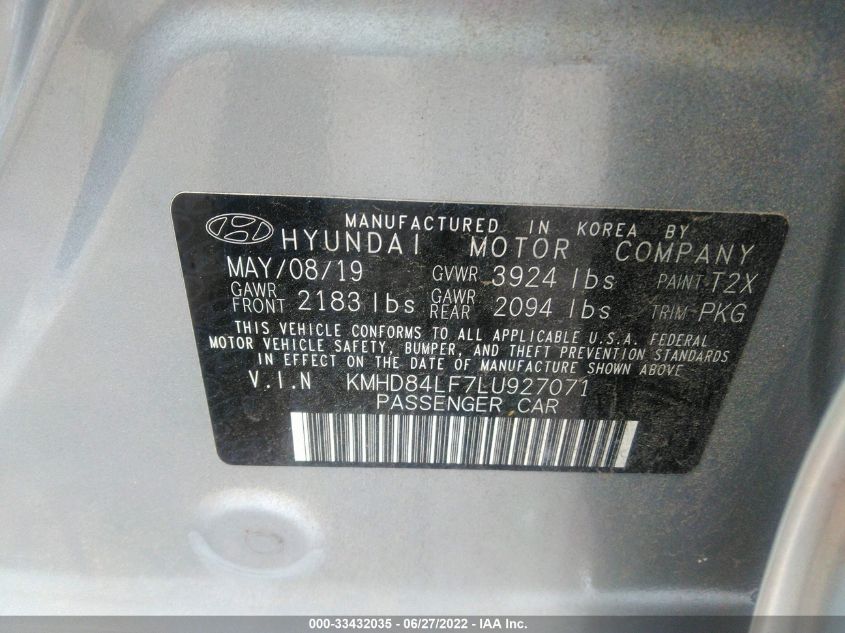 MANUFACTURED IN KOREA BY
HYUNDAI MOTOR COMPANY
MAY/08/19 GVWR 3924 lbs PAINT-T2X
GAWR FRONT 2183 lbs GAWR REAR 2094 lbs TRIM-PKG
THIS VEHICLE CONFORMS TO ALL APPLICABLE U.S.A. FEDERAL
MOTOR VEHICLE SAFETY, BUMPER, AND THEFT PREVENTION STANDARDS
IN EFFECT ON THE DATE OF MANUFACTURE SHOWN ABOVE
V.I.N KMHD84LF7LU927071
PASSENGER CAR
000-33432035 - 06/27/2022 - IAA Inc.